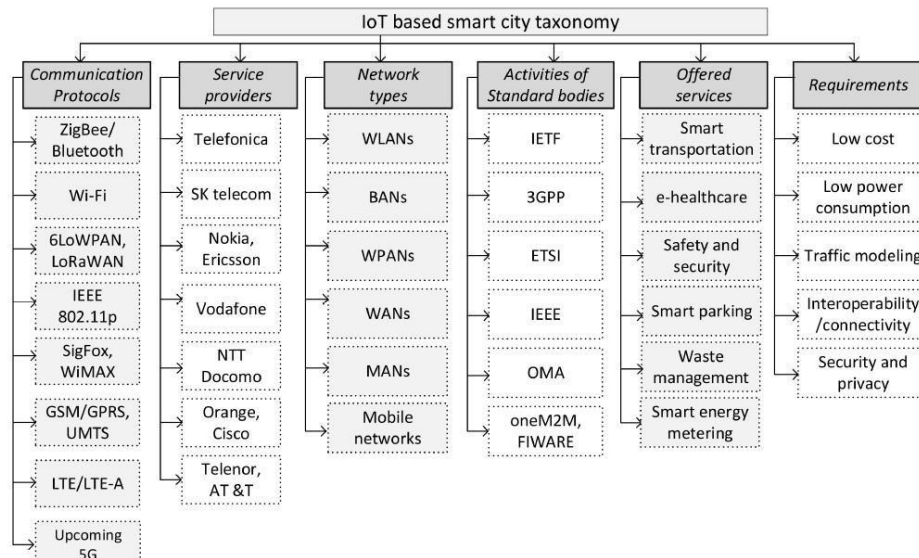 IoT based smart city taxonomy
Communication
Protocols
ZigBee/
Bluetooth
Wi-Fi
6LoWPAN,
LoRaWAN
IEEE
802.11p
SigFox,
WiMAX
GSM/GPRS,
UMTS
LTE/LTE-A
Upcoming
5G
Service
providers
Telefonica
SK telecom
Nokia,
Ericsson
Vodafone
NTT
Docomo
Orange,
Cisco
Telenor,
AT &T
Network
types
WLANs
BANs
WPANs
WANs
MANs
Mobile
networks
Activities of
Standard bodies
IETF
3GPP
ETSI
IEEE
OMA
oneM2M,
FIWARE
Offered
services
Smart
transportation
e-healthcare
Safety and
security
Smart parking
Waste
management
Smart energy
metering
Requirements
Low cost
Low power
consumption
Traffic modeling
Interoperability
/connectivity
Security and
privacy